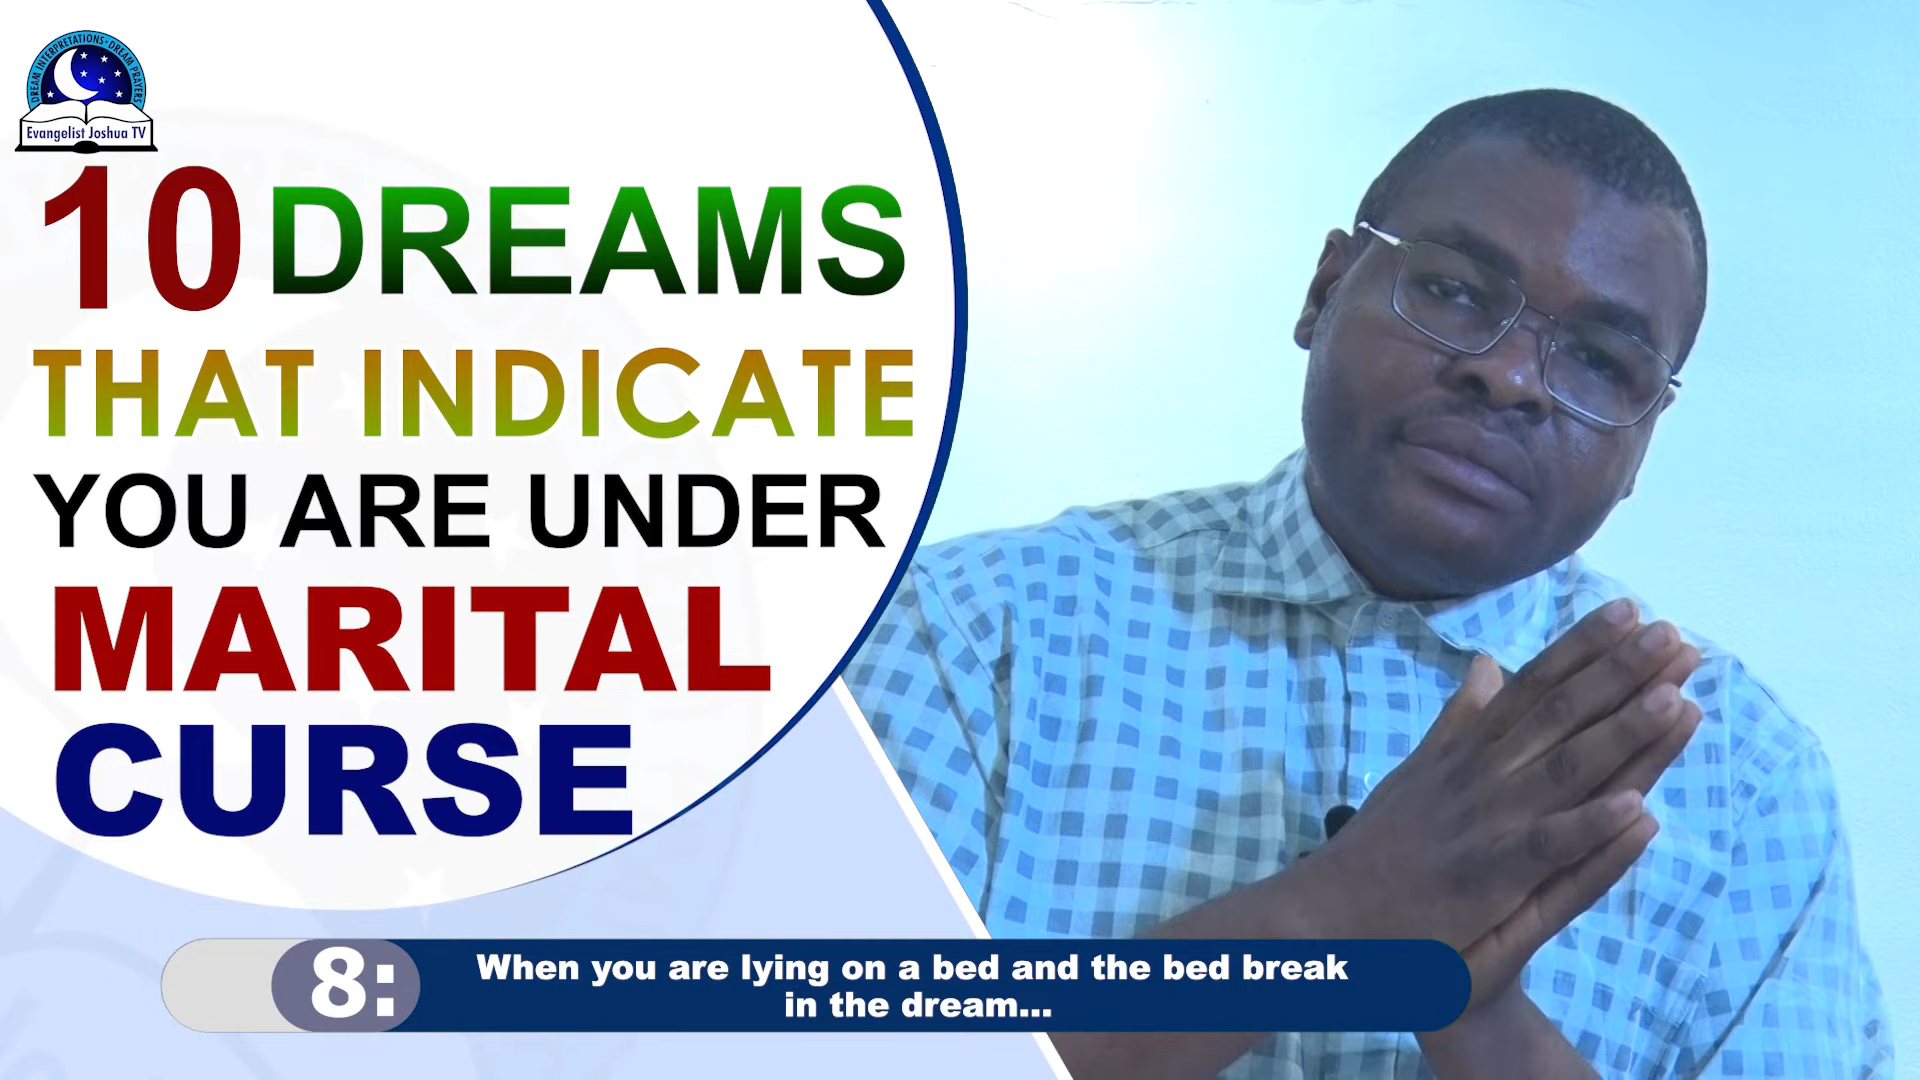 DREAM INTERPRETATIONS • DREAM PRAYERS
Evangelist Joshua TV
10 DREAMS
THAT INDICATE
YOU ARE UNDER
MARITAL
CURSE
8:
When you are lying on a bed and the bed break
in the dream...